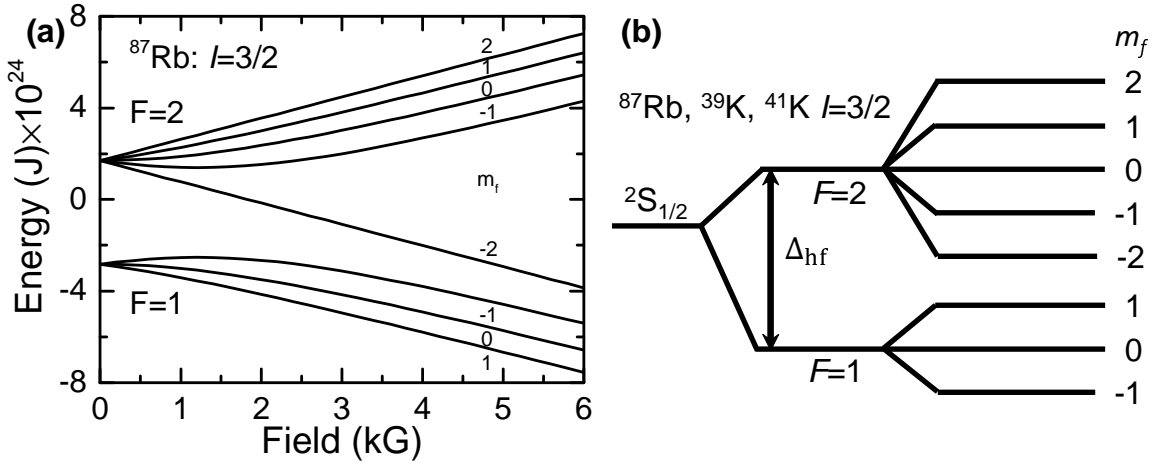 (a)
⁸⁷Rb: I=3/2
F=2
F=1
2
1
0
-1
m_f
-2
-1
0
1
8
4
0
-4
-8
Energy (J)×10²⁴
0 1 2 3 4 5 6
Field (kG)
(b)
m_f
⁸⁷Rb, ³⁹K, ⁴¹K I=3/2
²S₁/₂
F=2
Δhf
F=1
2
1
0
-1
-2
1
0
-1